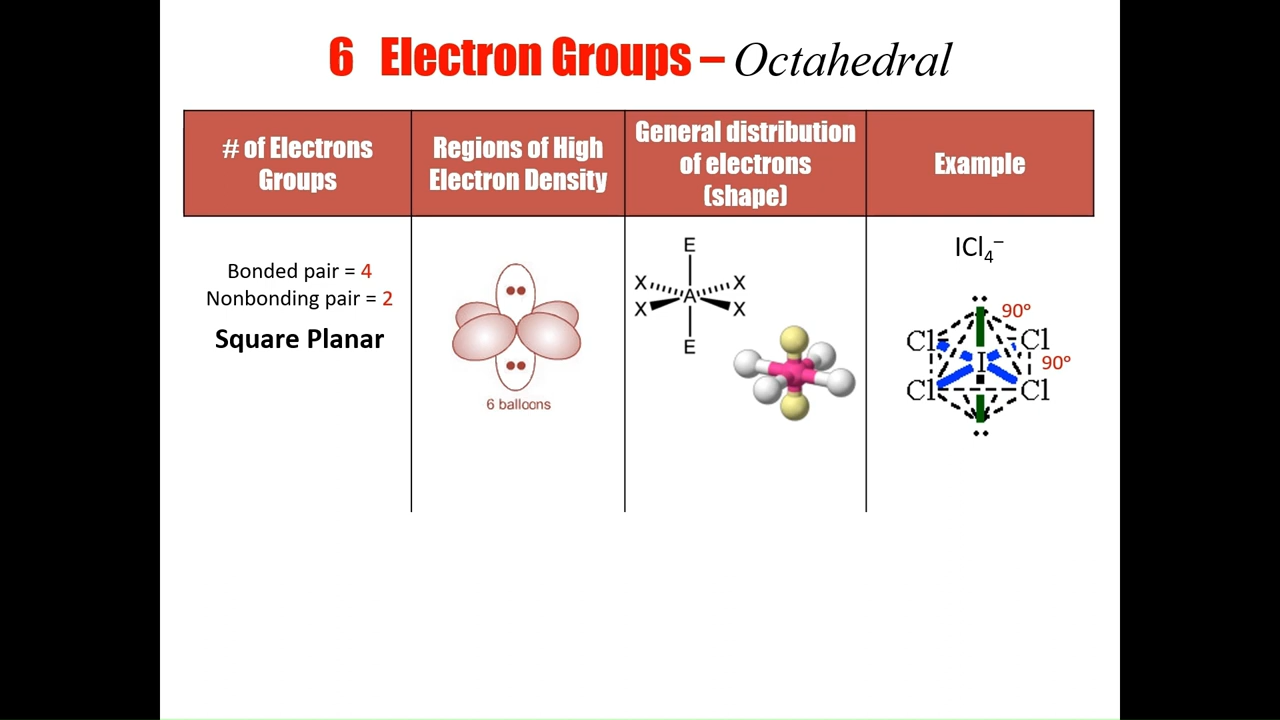 6 Electron Groups – Octahedral
# of Electrons
Groups
Regions of High
Electron Density
General distribution
of electrons
(shape)
Example
Bonded pair = 4
Nonbonding pair = 2
Square Planar
6 balloons
E
X X
A
X X
E
ICl₄⁻
90°
Cl Cl
I 90°
Cl Cl